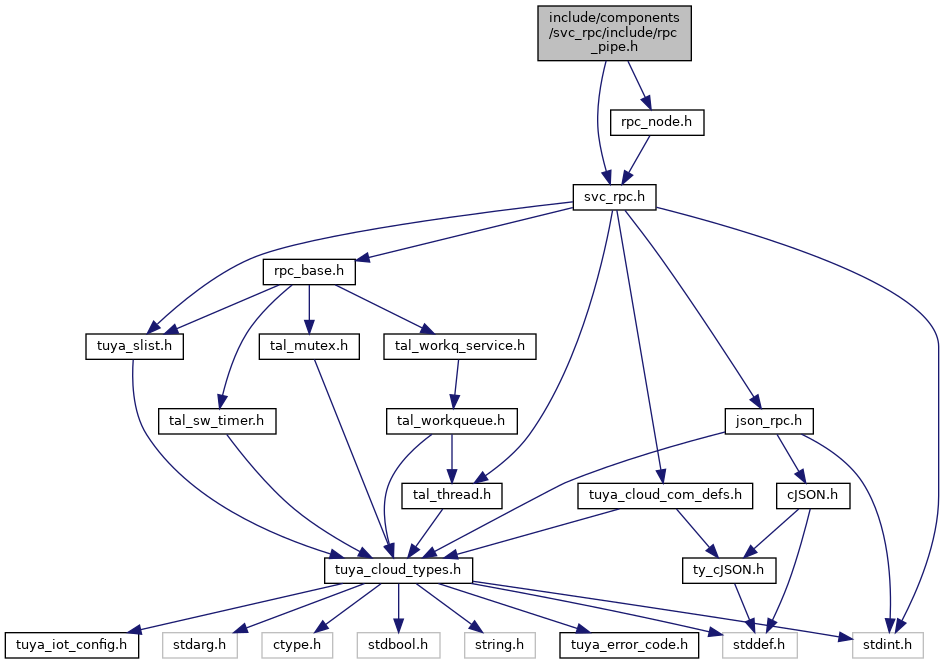 include/components
/svc_rpc/include/rpc
_pipe.h
rpc_node.h
svc_rpc.h
rpc_base.h
tuya_slist.h
tal_mutex.h
tal_workq_service.h
tal_sw_timer.h
tal_workqueue.h
json_rpc.h
tal_thread.h
tuya_cloud_com_defs.h
cJSON.h
tuya_cloud_types.h
ty_cJSON.h
tuya_iot_config.h
stdarg.h
ctype.h
stdbool.h
string.h
tuya_error_code.h
stddef.h
stdint.h